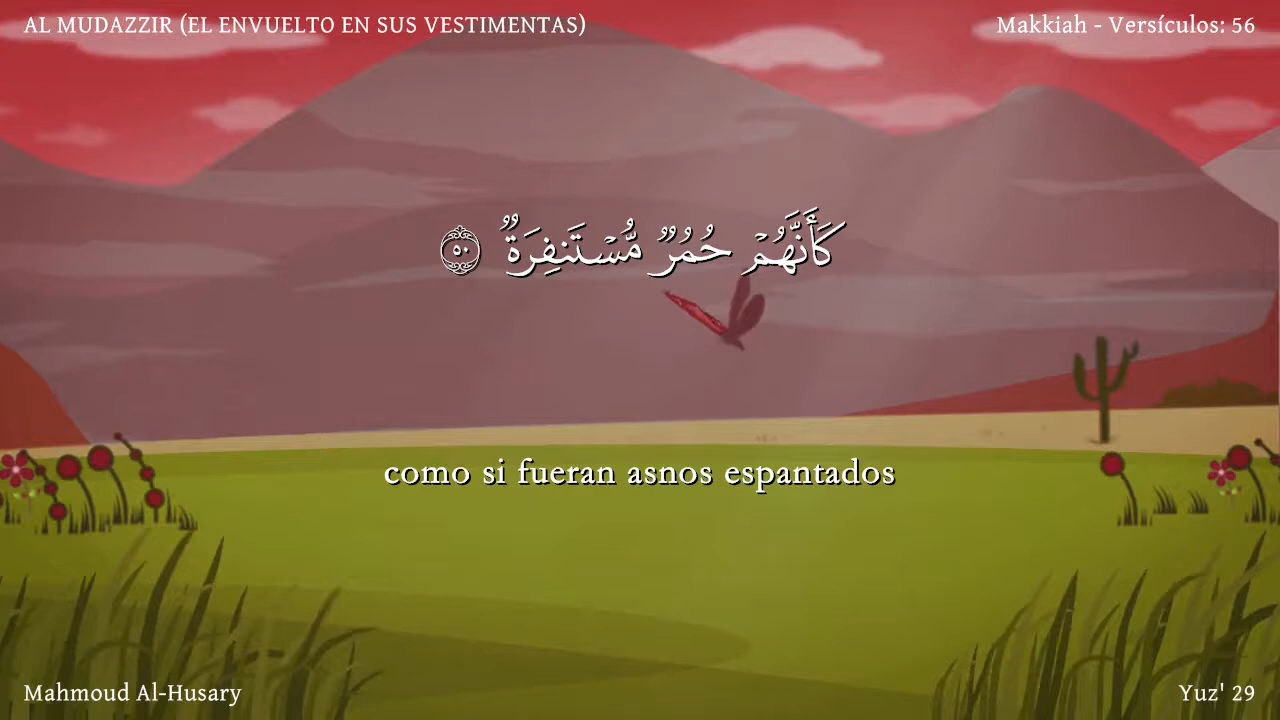 AL MUDAZZIR (EL ENVUELTO EN SUS VESTIMENTAS)
Makkiah - Versículos: 56
كَأَنَّهُمْ حُمُرٌ مُّسْتَنفِرَةٌ ٥٠
como si fueran asnos espantados
Mahmoud Al-Husary
Yuz' 29